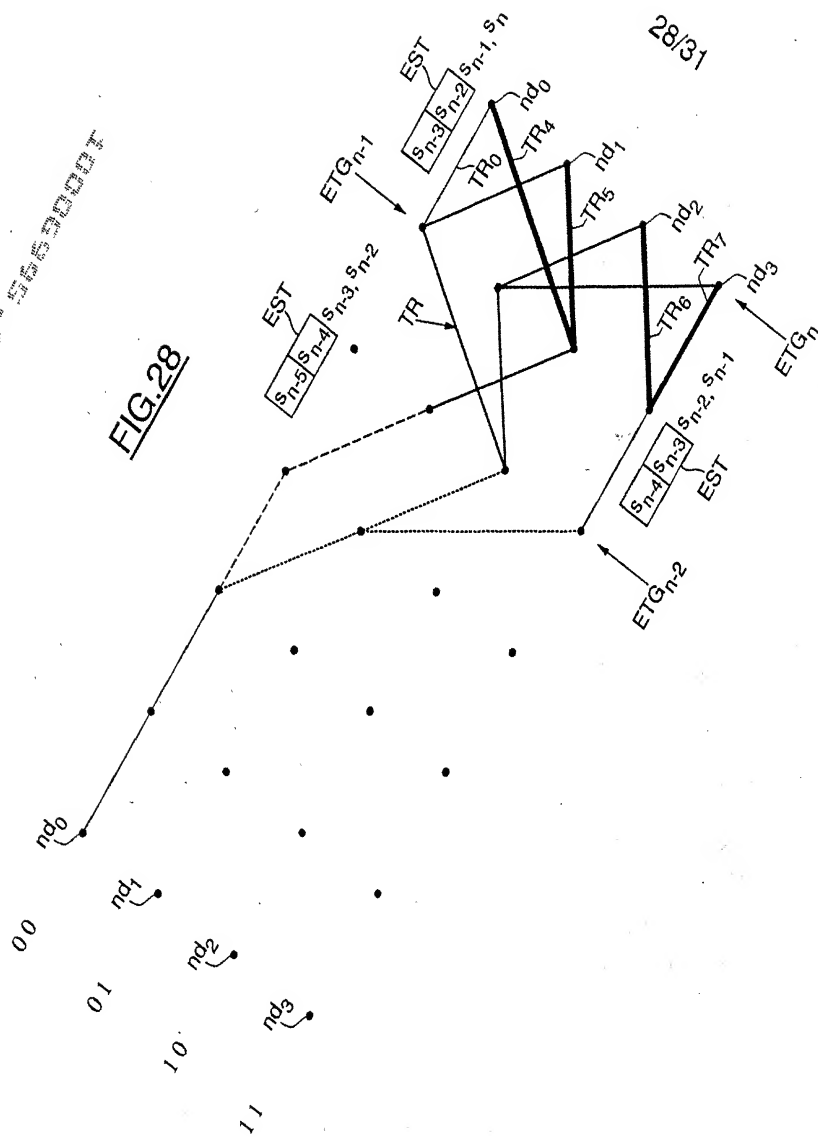 28/31
FIG.28
EST
s_{n-5} s_{n-4} s_{n-3}, s_{n-2}
ETG_{n-1}
EST
s_{n-3} s_{n-2} s_{n-1}, s_n
TR
TR_0
TR_4
TR_5
TR_6
TR_7
nd_0
nd_1
nd_2
nd_3
ETG_n
s_{n-4} s_{n-3} s_{n-2}, s_{n-1}
EST
ETG_{n-2}
00
nd_0
01
nd_1
10
nd_2
11
nd_3